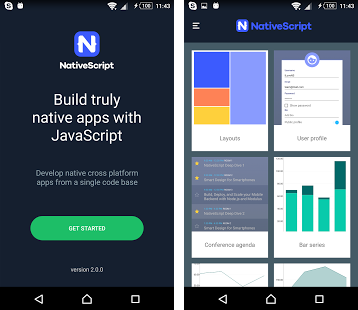 100
11:43
NativeScript
Build truly
native apps with
JavaScript
Develop native cross platform
apps from a single code base
GET STARTED
version 2.0.0
100
11:43
NativeScript
Layouts
User profile
Conference agenda
Bar series